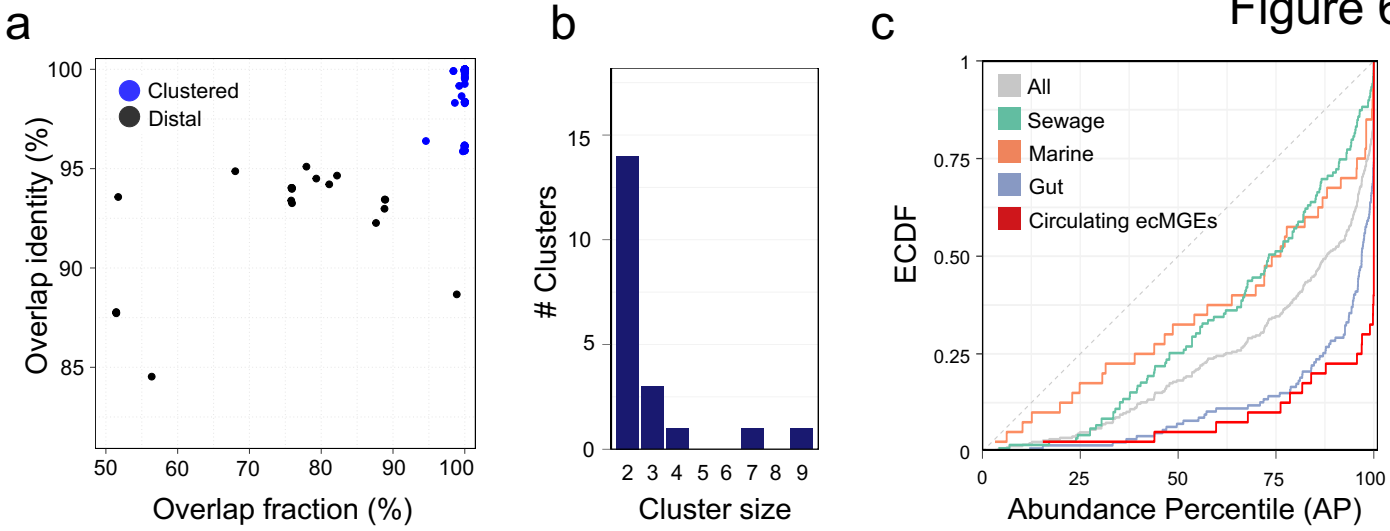 Figure 6
a
Overlap identity (%)
100
95
90
85
Clustered
Distal
50
60
70
80
90
100
Overlap fraction (%)
b
# Clusters
15
10
5
0
2
3
4
5
6
7
8
9
Cluster size
c
ECDF
1
0.75
0.50
0.25
0
All
Sewage
Marine
Gut
Circulating ecMGEs
0
25
50
75
100
Abundance Percentile (AP)